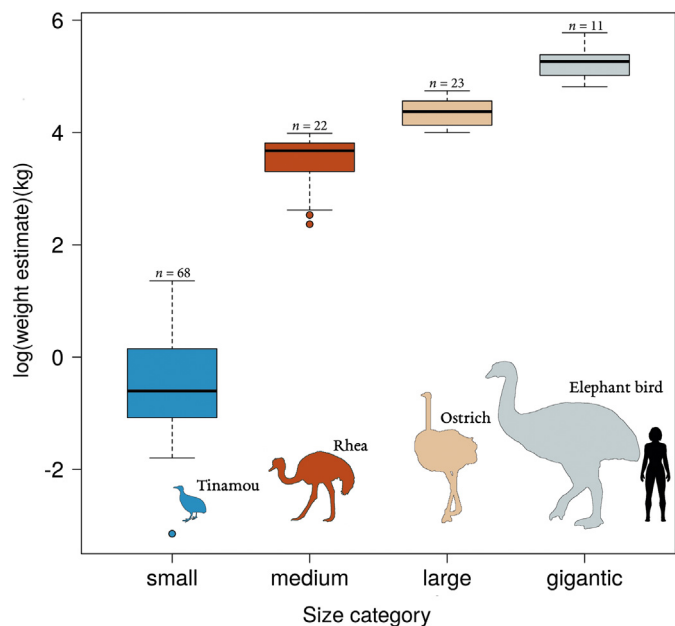 6
4
2
0
-2
log(weight estimate)(kg)
n = 68
n = 22
n = 23
n = 11
Tinamou
Rhea
Ostrich
Elephant bird
small
medium
large
gigantic
Size category